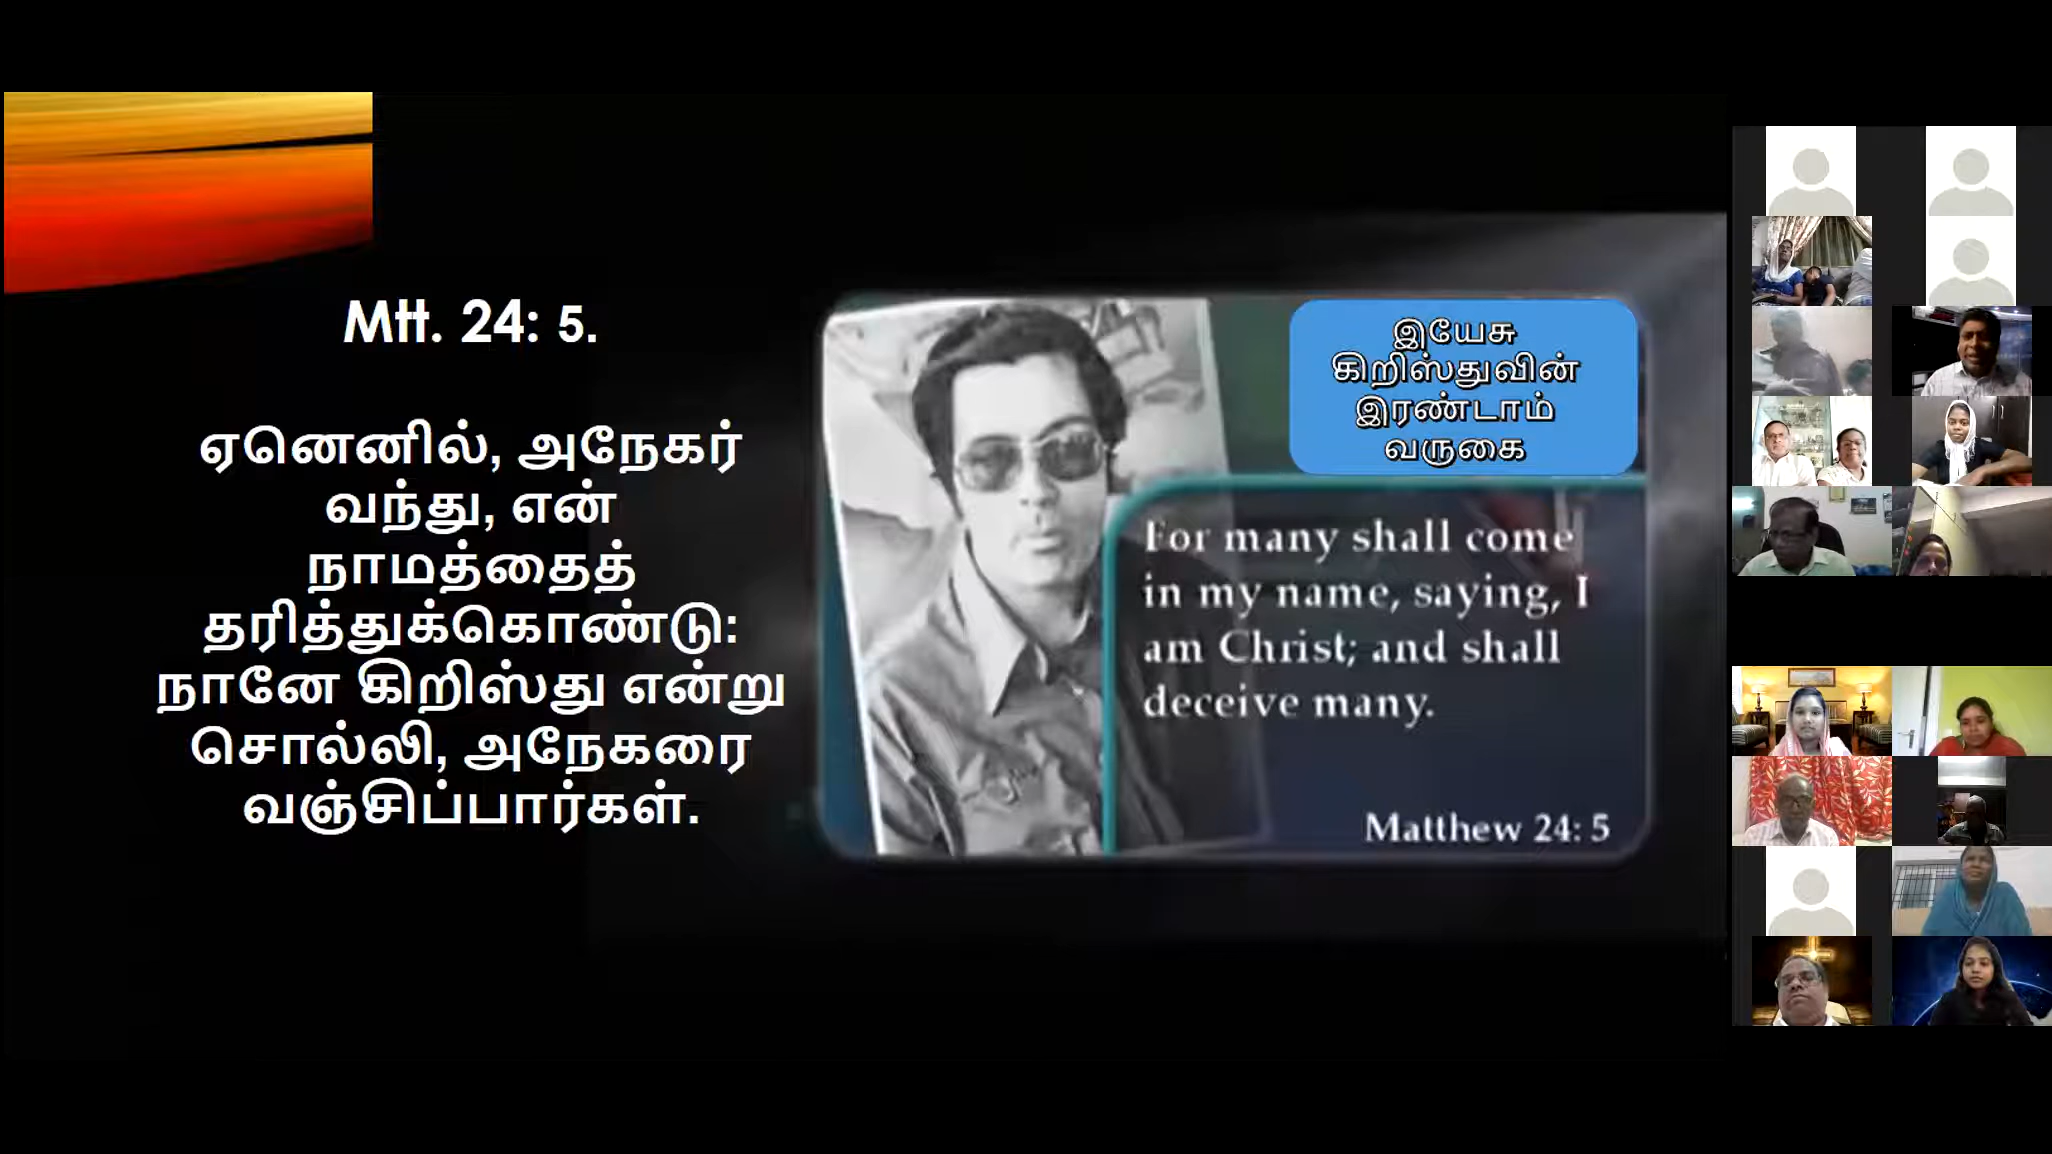 Mtt. 24: 5.
ஏனெனில், அநேகர்
வந்து, என்
நாமத்தைத்
தரித்துக்கொண்டு:
நானே கிறிஸ்து என்று
சொல்லி, அநேகரை
வஞ்சிப்பார்கள்.
இயேசு
கிறிஸ்துவின்
இரண்டாம்
வருகை
For many shall come
in my name, saying, I
am Christ; and shall
deceive many.
Matthew 24: 5